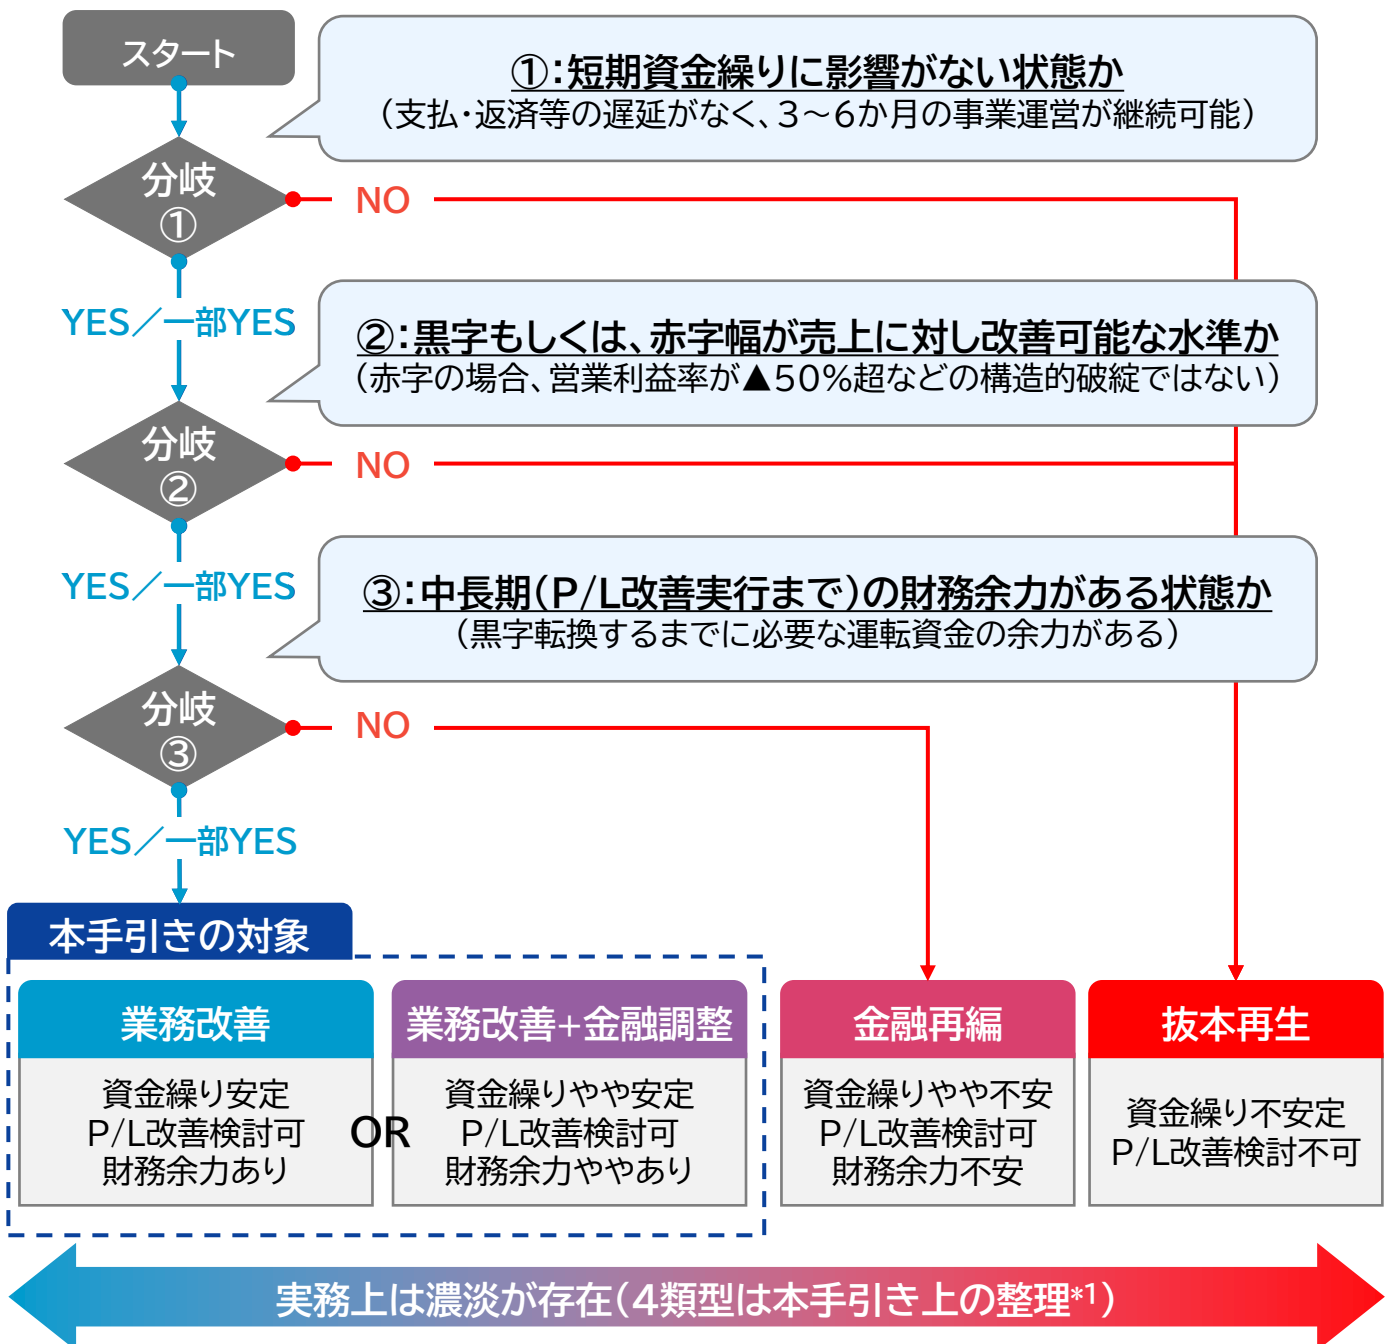 スタート
①：短期資金繰りに影響がない状態か
（支払・返済等の遅延がなく、３～６か月の事業運営が継続可能）
分岐
①
NO
YES／一部YES
②：黒字もしくは、赤字幅が売上に対し改善可能な水準か
（赤字の場合、営業利益率が▲50％超などの構造的破綻ではない）
分岐
②
NO
YES／一部YES
③：中長期（P/L改善実行まで）の財務余力がある状態か
（黒字転換するまでに必要な運転資金の余力がある）
分岐
③
NO
YES／一部YES
本手引きの対象
業務改善
資金繰り安定
P/L改善検討可
財務余力あり
OR
業務改善+金融調整
資金繰りやや安定
P/L改善検討可
財務余力ややあり
金融再編
資金繰りやや不安
P/L改善検討可
財務余力不安
抜本再生
資金繰り不安定
P/L改善検討不可
実務上は濃淡が存在（4類型は本手引き上の整理*1）